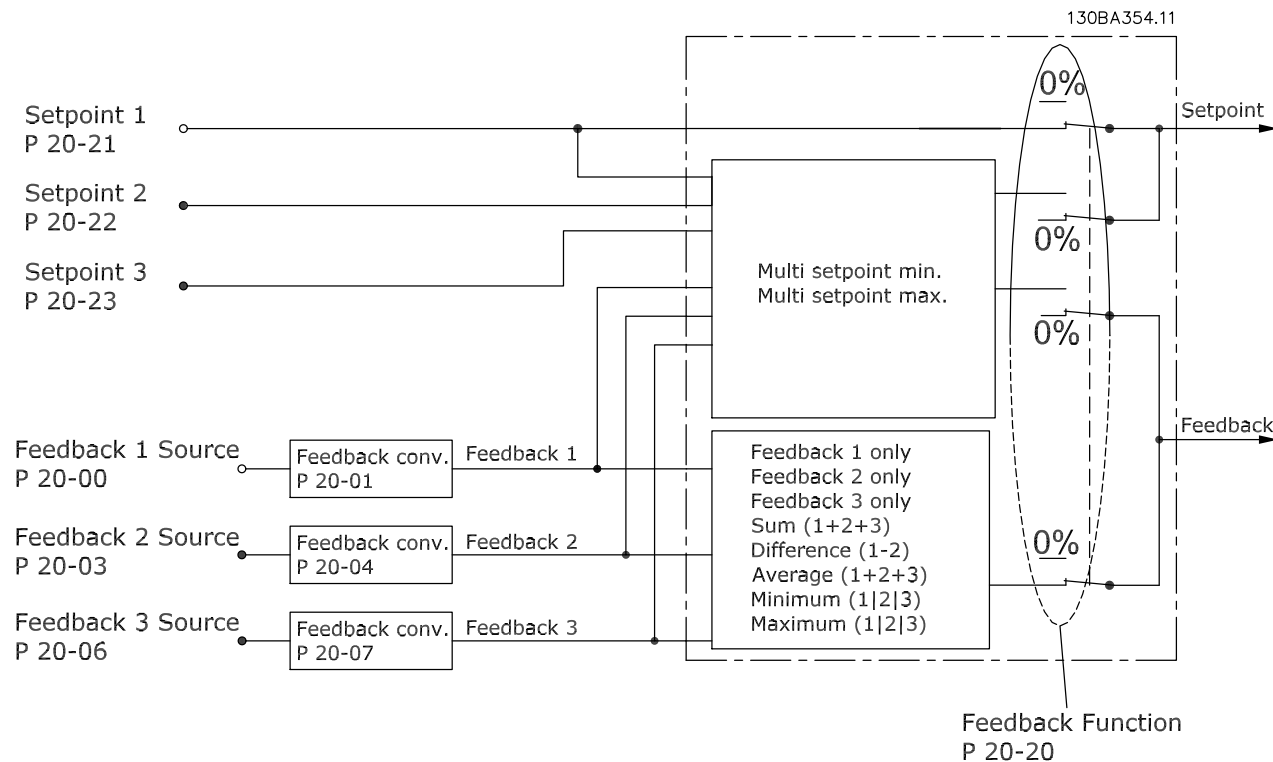 130BA354.11
Setpoint 1
P 20-21
Setpoint 2
P 20-22
Setpoint 3
P 20-23
0%
Setpoint
0%
0%
Multi setpoint min.
Multi setpoint max.
Feedback 1 Source
P 20-00
Feedback conv.
P 20-01
Feedback 1
Feedback 2 Source
P 20-03
Feedback conv.
P 20-04
Feedback 2
Feedback 3 Source
P 20-06
Feedback conv.
P 20-07
Feedback 3
Feedback 1 only
Feedback 2 only
Feedback 3 only
Sum (1+2+3)
Difference (1-2)
Average (1+2+3)
Minimum (1|2|3)
Maximum (1|2|3)
0%
Feedback
Feedback Function
P 20-20